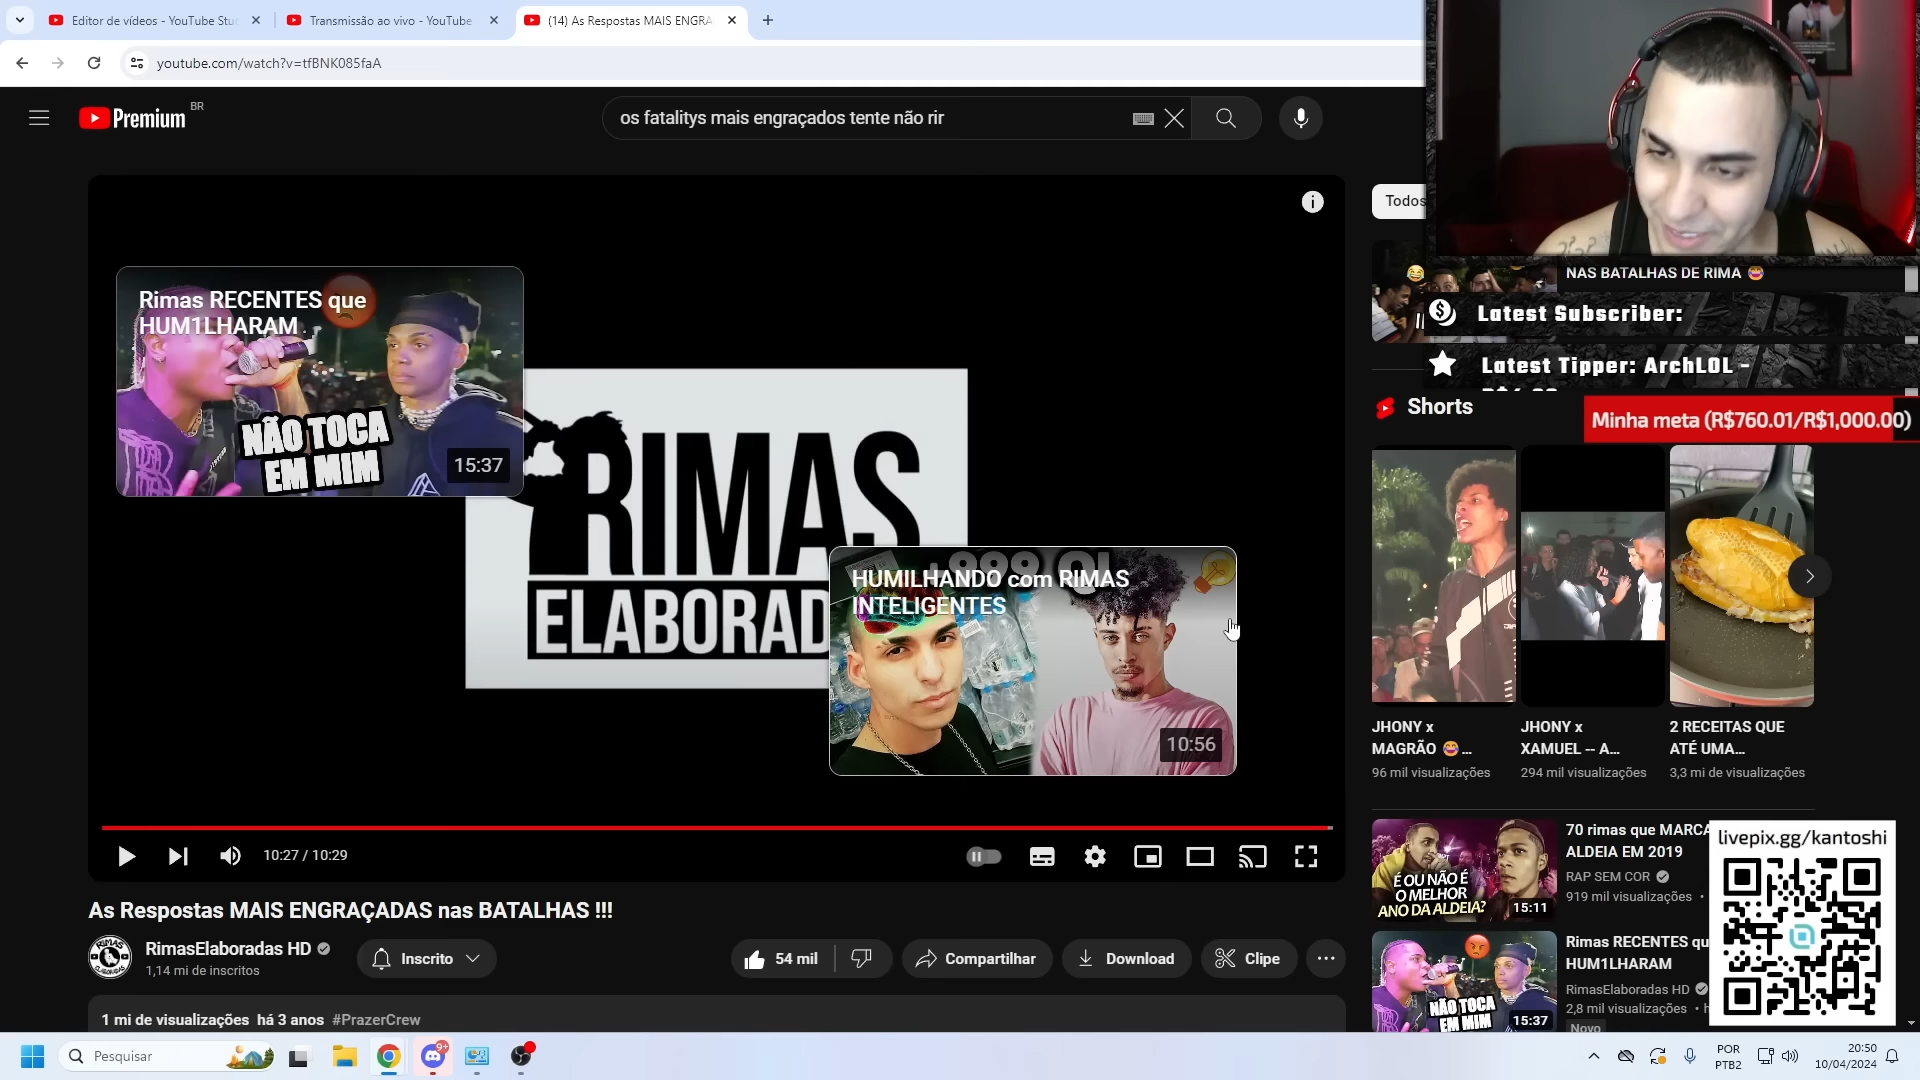 Editor de vídeos - YouTube Stu
Transmissão ao vivo - YouTube
(14) As Respostas MAIS ENGRA
youtube.com/watch?v=tfBNK085faA
Premium
BR
os fatalitys mais engraçados tente não rir
Todos
NAS BATALHAS DE RIMA
Latest Subscriber:
Latest Tipper: ArchLOL -
Shorts
Minha meta (R$760.01/R$1,000.00)
Rimas RECENTES que
HUM1LHARAM
NÃO TOCA
EM MIM
15:37
RIMAS
ELABORAD
+999 QI
HUMILHANDO com RIMAS
INTELIGENTES
10:56
10:27 / 10:29
JHONY x
MAGRÃO 😂...
96 mil visualizações
JHONY x
XAMUEL -- A...
294 mil visualizações
2 RECEITAS QUE
ATÉ UMA...
3,3 mi de visualizações
As Respostas MAIS ENGRAÇADAS nas BATALHAS !!!
RIMAS
RimasElaboradas HD
1,14 mi de inscritos
Inscrito
54 mil
Compartilhar
Download
Clipe
1 mi de visualizações há 3 anos #PrazerCrew
É OU NÃO É
O MELHOR
ANO DA ALDEIA?
15:11
70 rimas que MARCA
ALDEIA EM 2019
RAP SEM COR
919 mil visualizações •
livepix.gg/kantoshi
NÃO TOCA
EM MIM
15:37
Rimas RECENTES qu
HUM1LHARAM
RimasElaboradas HD
2,8 mil visualizações • h
Novo
Pesquisar
9+
POR
PTB2
20:50
10/04/2024